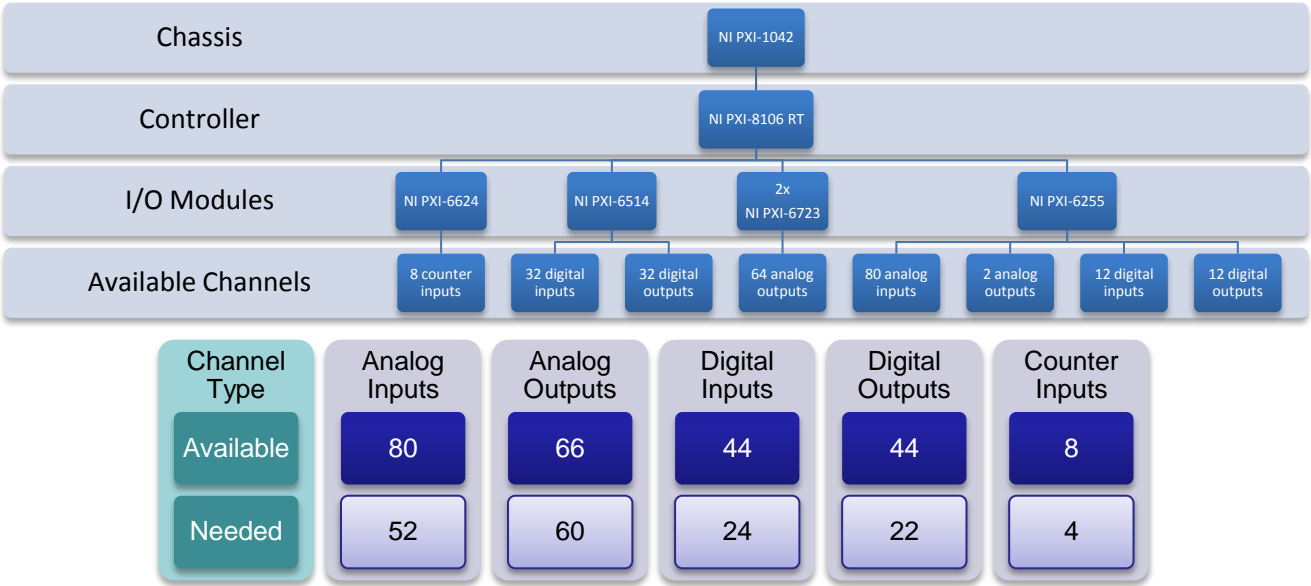 Chassis
NI PXI-1042
Controller
NI PXI-8106 RT
I/O Modules
NI PXI-6624
NI PXI-6514
2x
NI PXI-6723
NI PXI-6255
Available Channels
8 counter
inputs
32 digital
inputs
32 digital
outputs
64 analog
outputs
80 analog
inputs
2 analog
outputs
12 digital
inputs
12 digital
outputs
Channel
Type
Analog
Inputs
Analog
Outputs
Digital
Inputs
Digital
Outputs
Counter
Inputs
Available
80
66
44
44
8
Needed
52
60
24
22
4